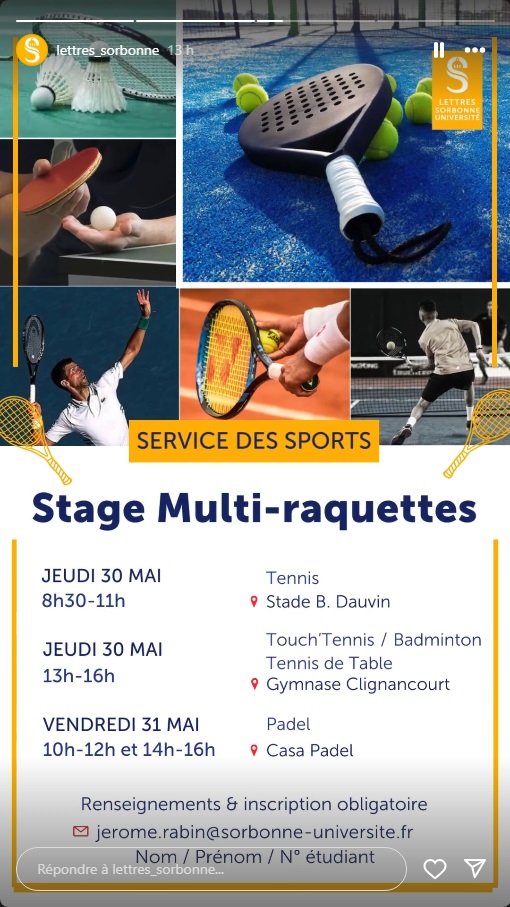 lettres_sorbonne 13 h
LETTRES
SORBONNE
UNIVERSITÉ
SERVICE DES SPORTS
Stage Multi-raquettes
JEUDI 30 MAI
8h30-11h
Tennis
Stade B. Dauvin
JEUDI 30 MAI
13h-16h
Touch'Tennis / Badminton
Tennis de Table
Gymnase Clignancourt
VENDREDI 31 MAI
10h-12h et 14h-16h
Padel
Casa Padel
Renseignements & inscription obligatoire
jerome.rabin@sorbonne-universite.fr
Nom / Prénom / N° étudiant
Répondre à lettres_sorbonne...